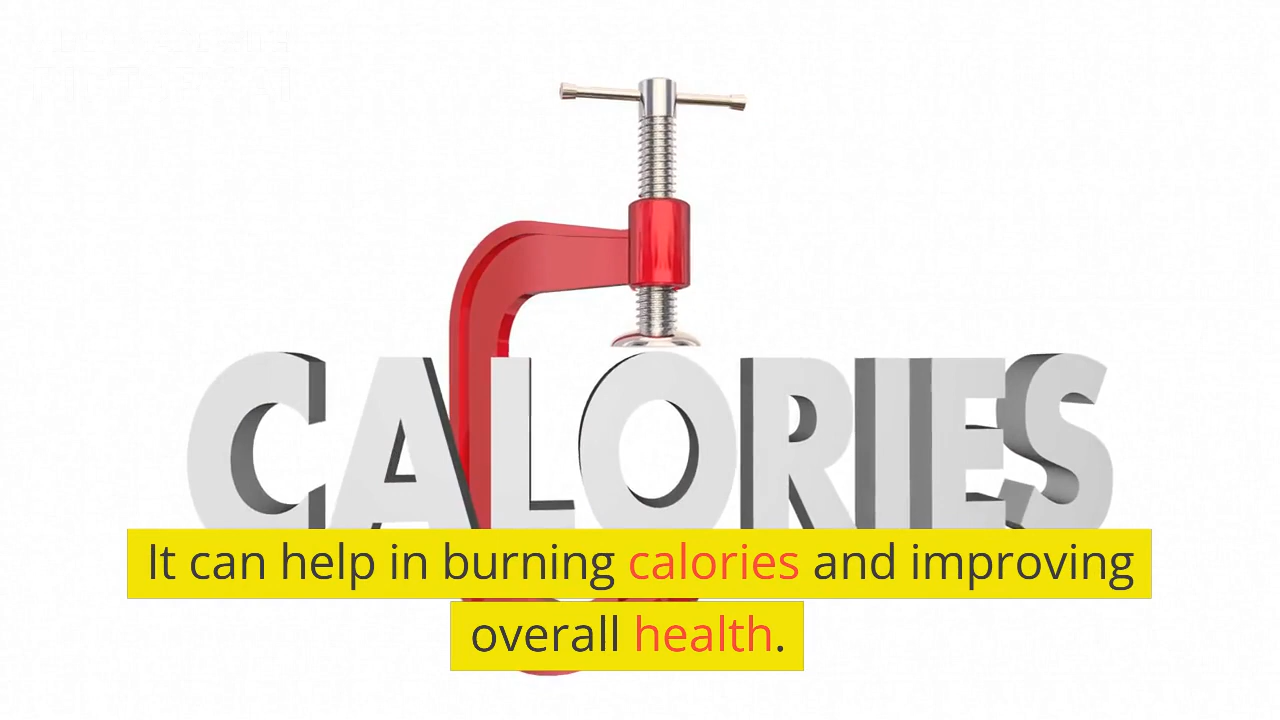 CALORIES
It can help in burning calories and improving
overall health.